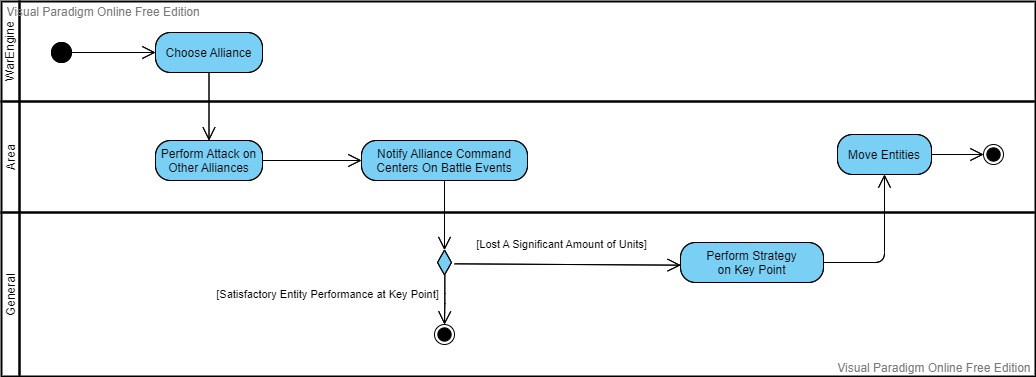 Visual Paradigm Online Free Edition
WarEngine
Choose Alliance
Area
Perform Attack on
Other Alliances
Notify Alliance Command
Centers On Battle Events
Move Entities
General
[Lost A Significant Amount of Units]
Perform Strategy
on Key Point
[Satisfactory Entity Performance at Key Point]
Visual Paradigm Online Free Edition